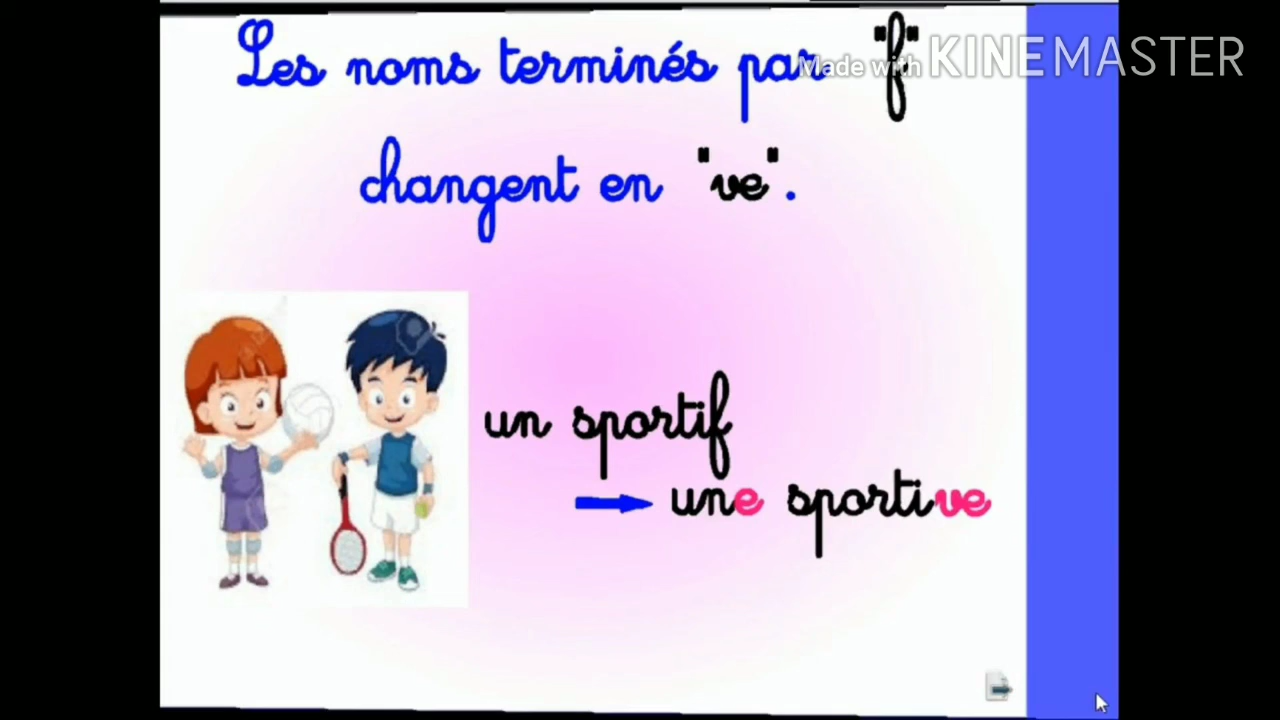 Les noms terminés par "f"
Made with KINEMASTER
changent en "ve".
un sportif
une sportive